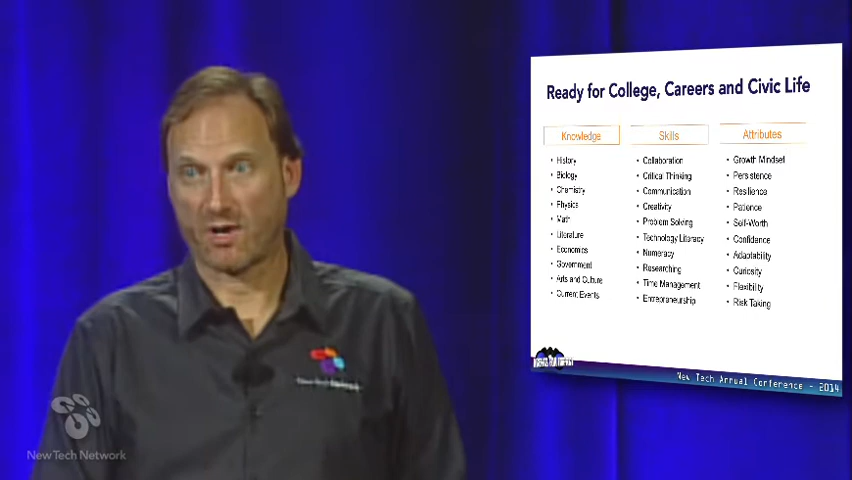 Ready for College, Careers and Civic Life
Knowledge
• History
• Biology
• Chemistry
• Physics
• Math
• Literature
• Economics
• Government
• Arts and Culture
• Current Events
Skills
• Collaboration
• Critical Thinking
• Communication
• Creativity
• Problem Solving
• Technology Literacy
• Numeracy
• Researching
• Time Management
• Entrepreneurship
Attributes
• Growth Mindset
• Persistence
• Resilience
• Patience
• Self-Worth
• Confidence
• Adaptability
• Curiosity
• Flexibility
• Risk Taking
New Tech Annual Conference - 2014
New Tech Network
NewTech Network